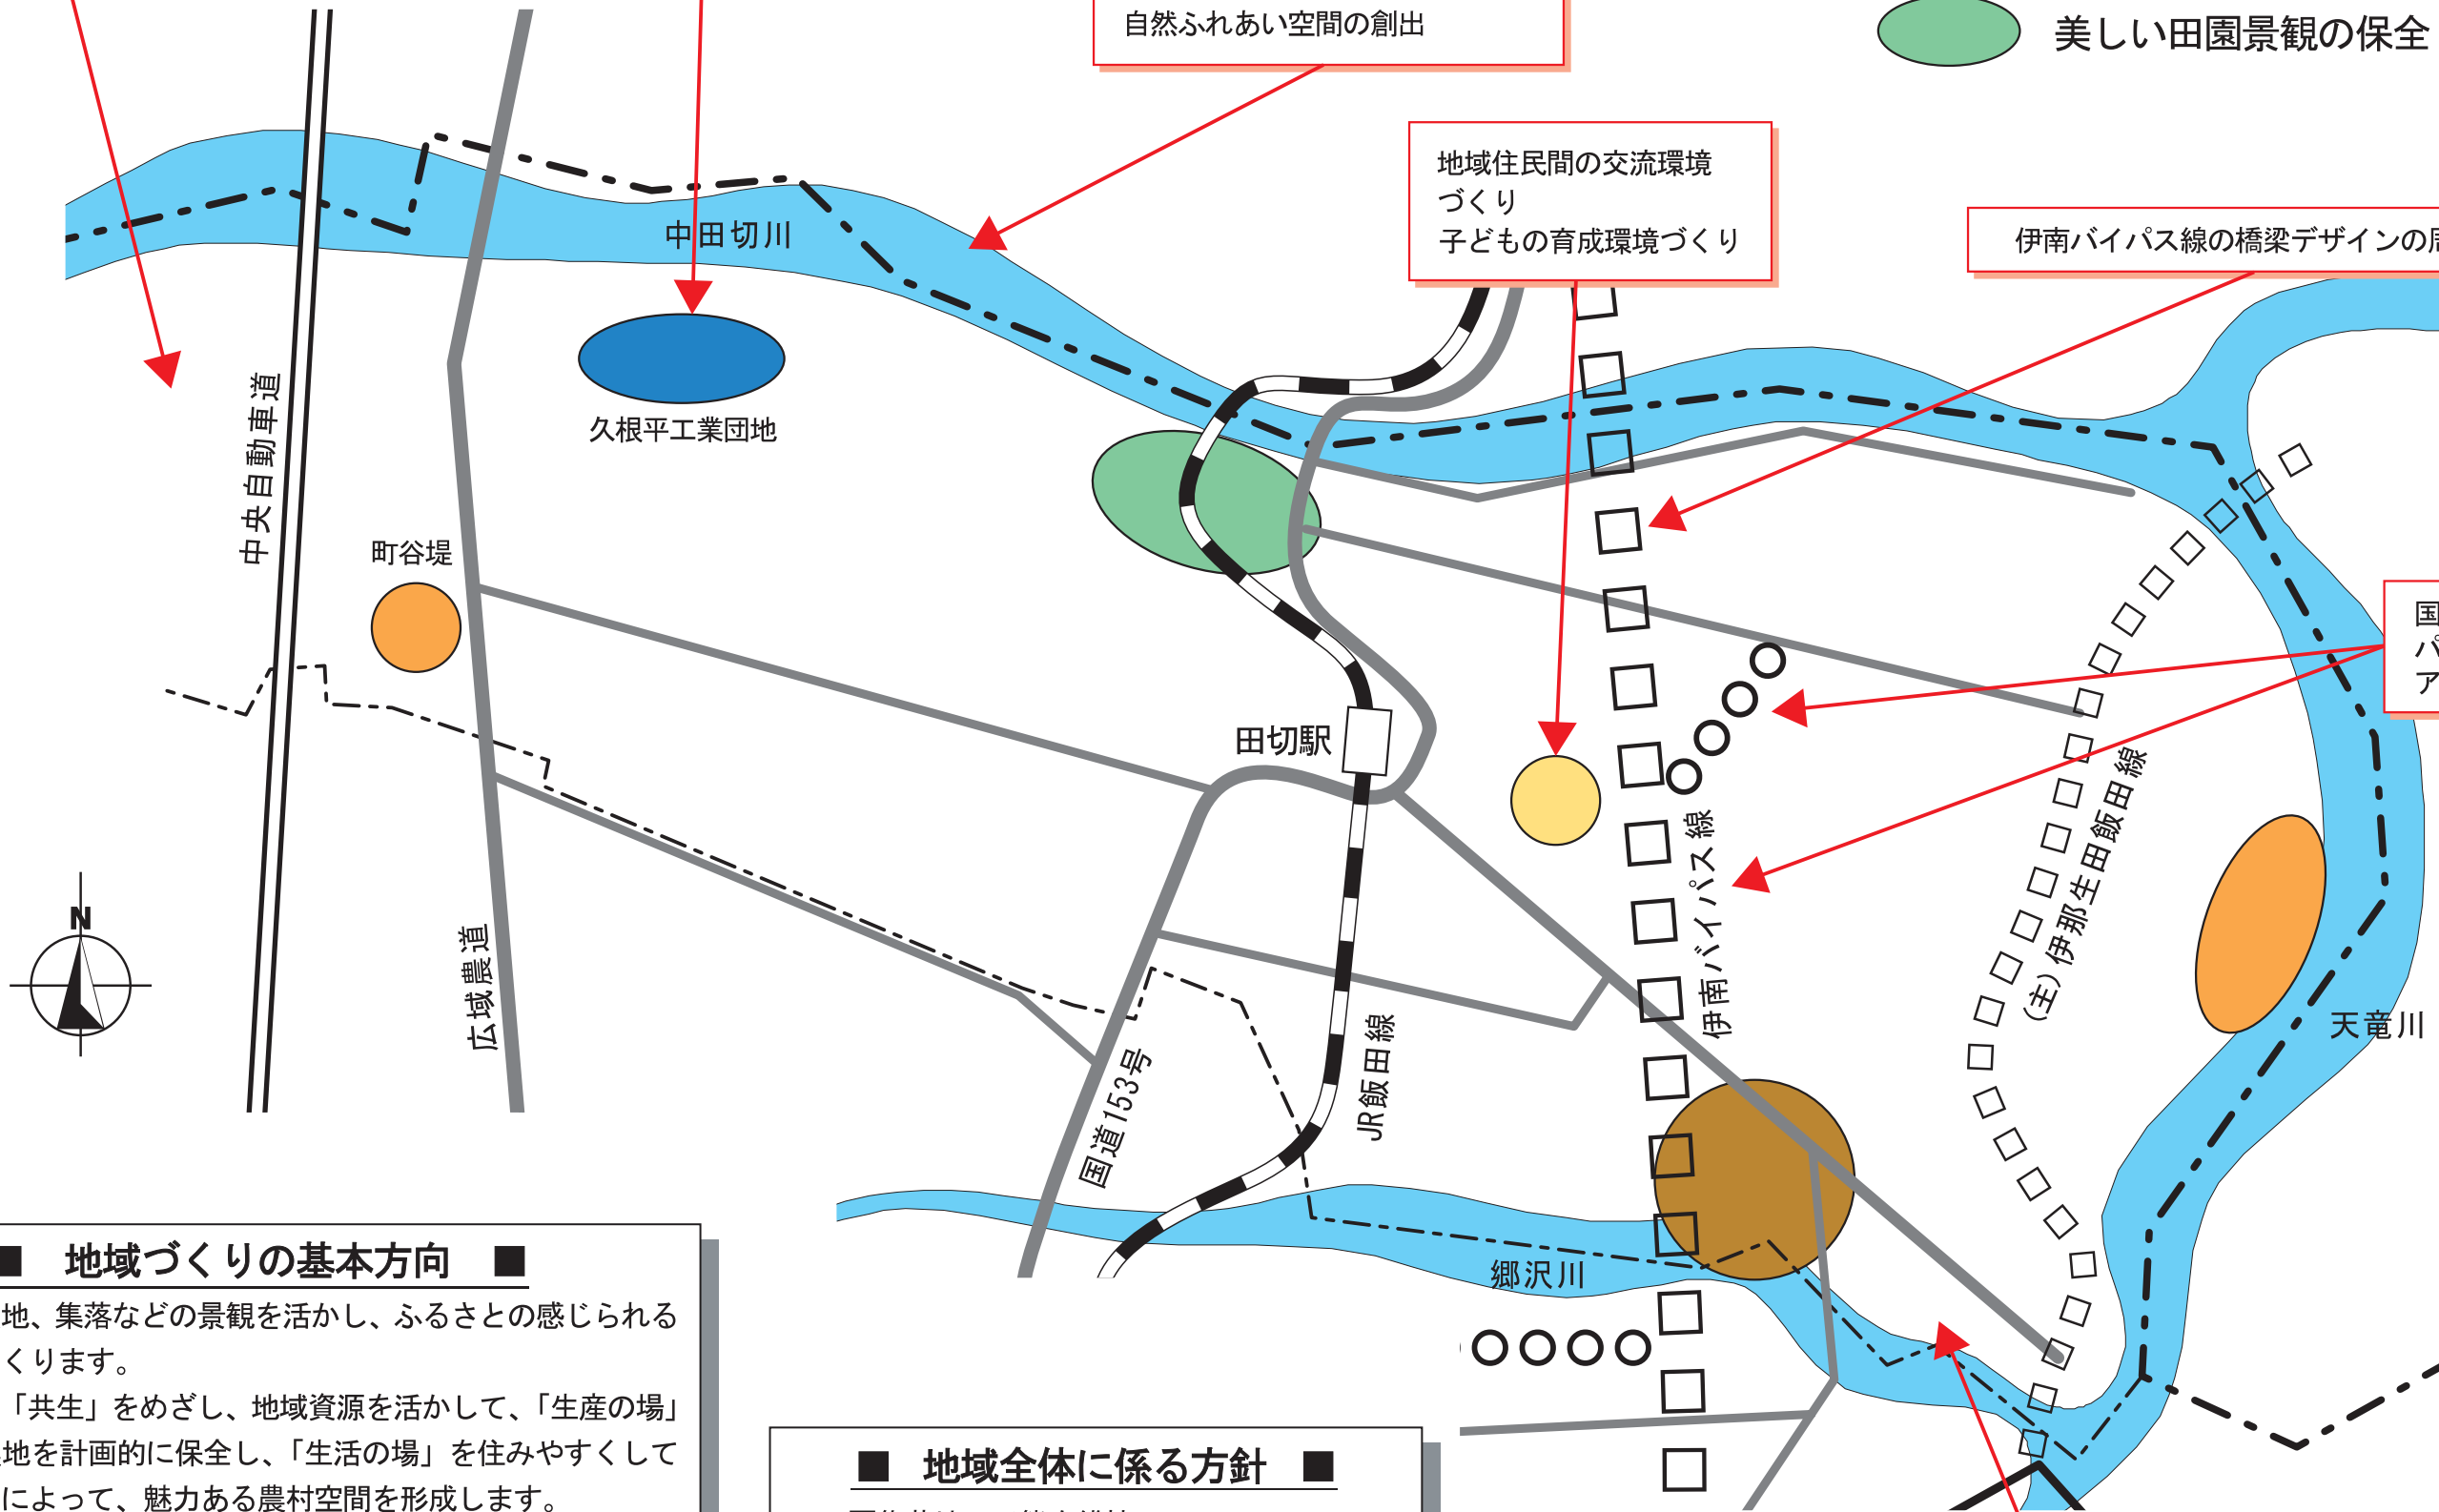 自然ふれあい空間の創出
美しい田園景観の保全
地域住民間の交流環境
づくり
子どもの育成環境づくり
伊南バイパス線の橋梁デザインの
中田切川
久根平工業団地
中央自動車道
町谷堤
国
パ
ア
田切駅
伊南バイパス線
(主)伊那生田飯田線
N
広域農道
天竜川
国道153号
JR飯田線
郷沢川
■ 地域づくりの基本方向 ■
地、集落などの景観を活かし、ふるさとの感じられる
くります。
「共生」をめざし、地域資源を活かして、「生産の場」
地を計画的に保全し、「生活の場」を住みやすくして
によって、魅力ある農村空間を形成します。
■ 地域全体に係る方針 ■